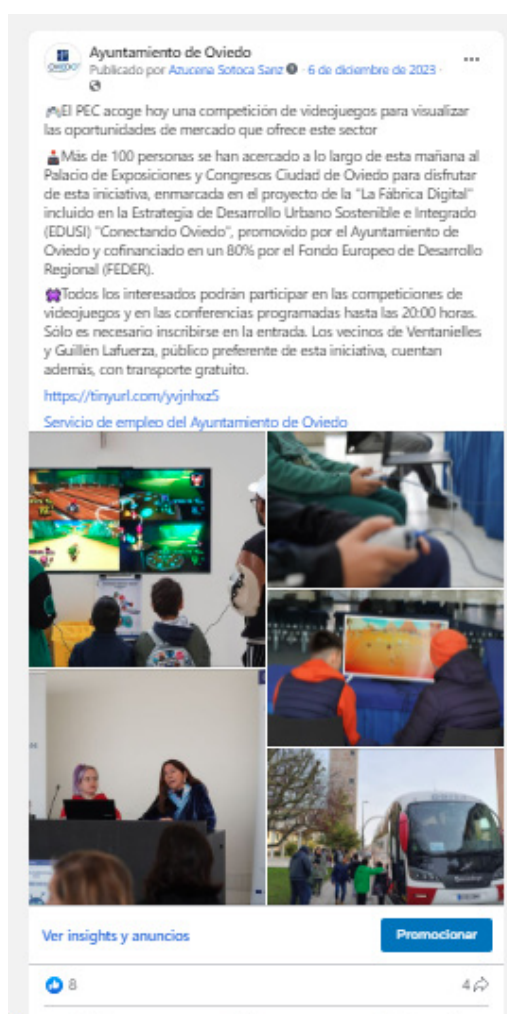 Ayuntamiento de Oviedo
Publicado por Azucena Sotoca Sanz · 6 de diciembre de 2023 ·
🎮El PEC acoge hoy una competición de videojuegos para visualizar
las oportunidades de mercado que ofrece este sector
🕹️Más de 100 personas se han acercado a lo largo de esta mañana al
Palacio de Exposiciones y Congresos Ciudad de Oviedo para disfrutar
de esta iniciativa, enmarcada en el proyecto de la "La Fábrica Digital"
incluido en la Estrategia de Desarrollo Urbano Sostenible e Integrado
(EDUSI) "Conectando Oviedo", promovido por el Ayuntamiento de
Oviedo y cofinanciado en un 80% por el Fondo Europeo de Desarrollo
Regional (FEDER).
👾Todos los interesados podrán participar en las competiciones de
videojuegos y en las conferencias programadas hasta las 20:00 horas.
Sólo es necesario inscribirse en la entrada. Los vecinos de Ventanielles
y Guillén Lafuerza, público preferente de esta iniciativa, cuentan
además, con transporte gratuito.
https://tinyurl.com/yvjnhxz5
Servicio de empleo del Ayuntamiento de Oviedo
Ver insights y anuncios
Promocionar
8
4